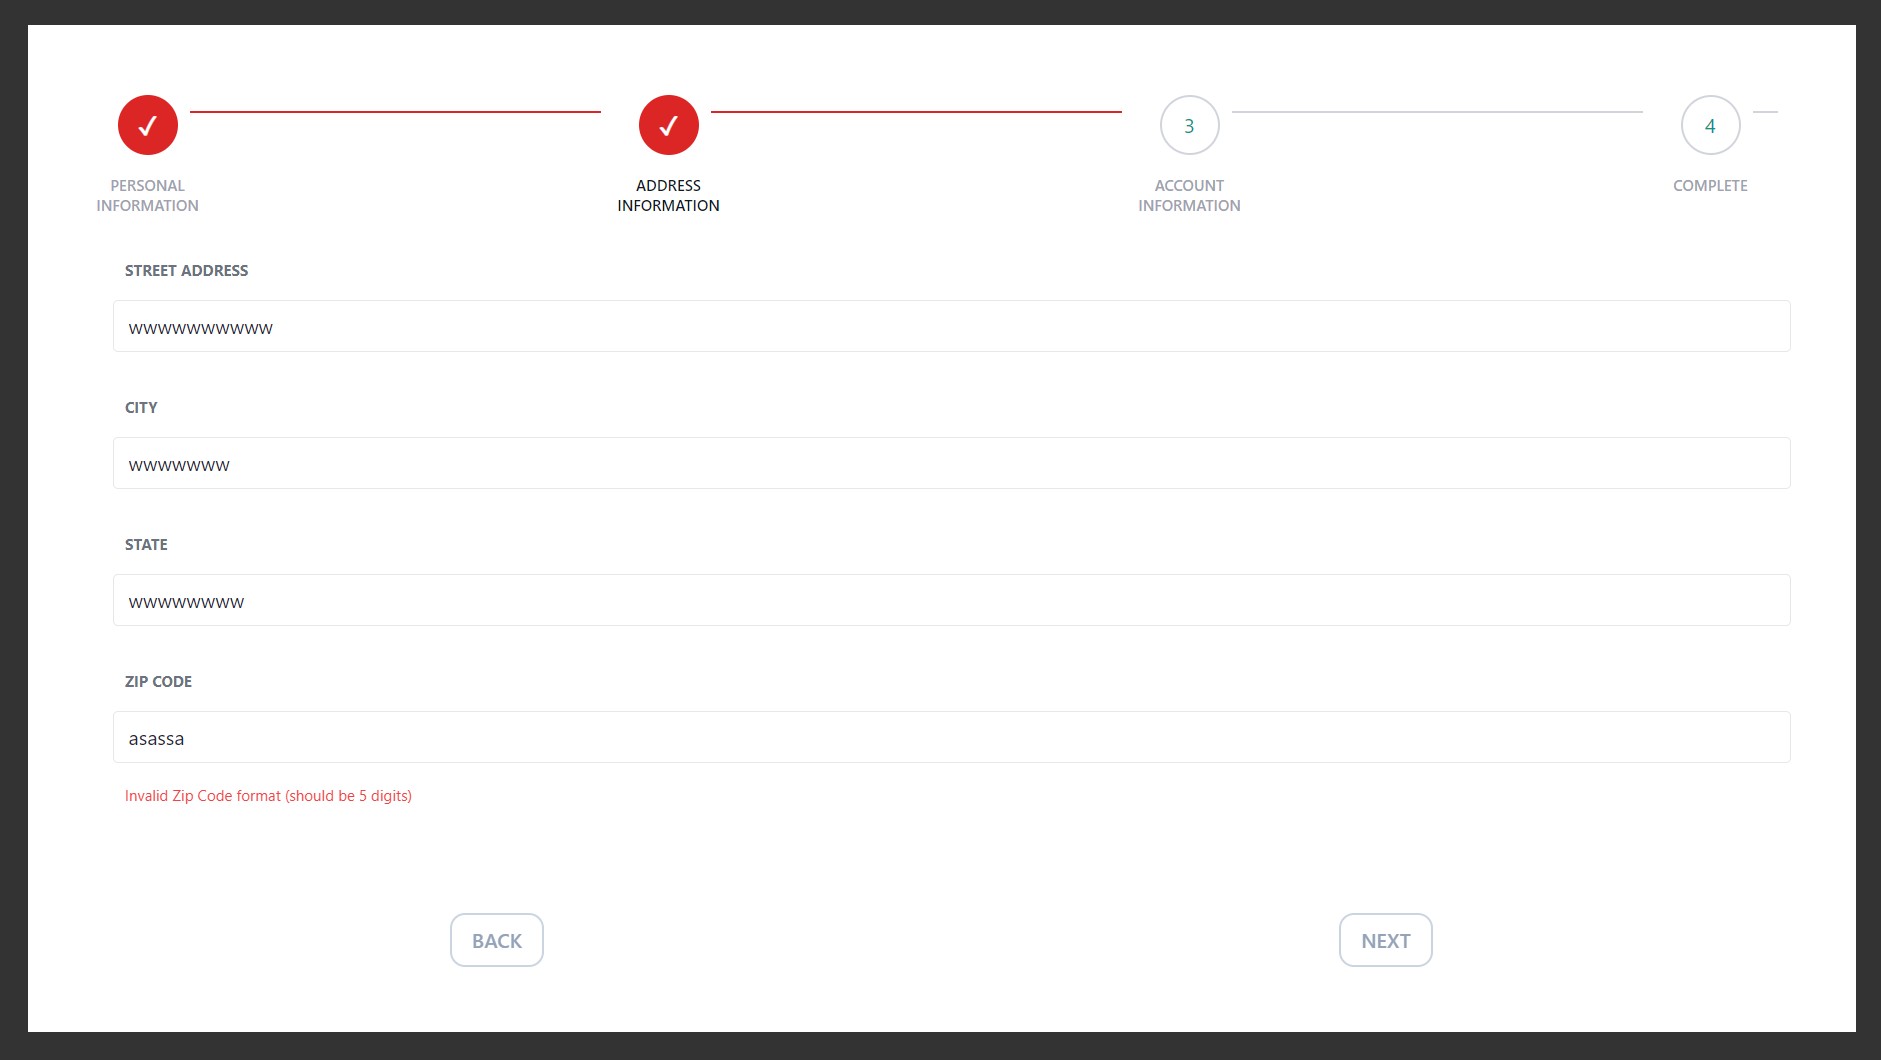 ✓
✓
3
4
PERSONAL
INFORMATION
ADDRESS
INFORMATION
ACCOUNT
INFORMATION
COMPLETE
STREET ADDRESS
wwwwwwwwww
CITY
wwwwwww
STATE
wwwwwwww
ZIP CODE
asassa
Invalid Zip Code format (should be 5 digits)
BACK
NEXT